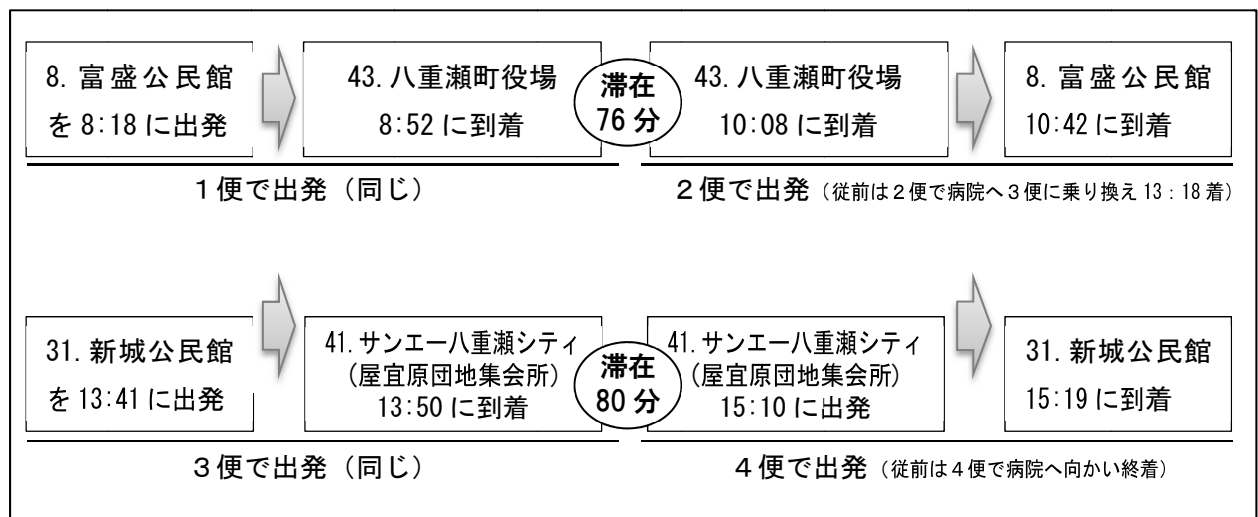 8. 富盛公民館
を 8:18 に出発
43. 八重瀬町役場
8:52 に到着
滞在
76 分
43. 八重瀬町役場
10:08 に到着
8. 富盛公民館
10:42 に到着
1便で出発(同じ)
2便で出発(従前は2便で病院へ3便に乗り換え 13:18 着)
31. 新城公民館
を 13:41 に出発
41. サンエー八重瀬シティ
(屋宜原団地集会所)
13:50 に到着
滞在
80 分
41. サンエー八重瀬シティ
(屋宜原団地集会所)
15:10 に出発
31. 新城公民館
15:19 に到着
3便で出発(同じ)
4便で出発(従前は4便で病院へ向かい終着)